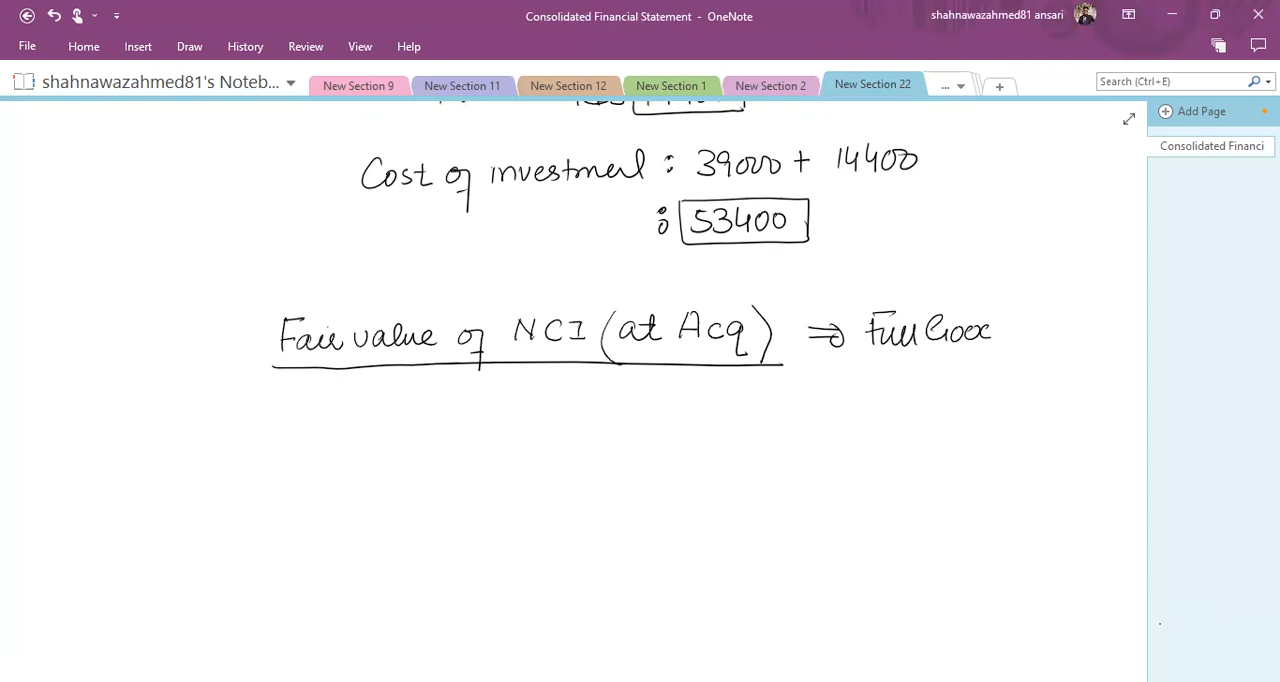 Consolidated Financial Statement - OneNote
shahnawazahmed81 ansari
File Home Insert Draw History Review View Help
shahnawazahmed81's Noteb... New Section 9 New Section 11 New Section 12 New Section 1 New Section 2 New Section 22 ... + Search (Ctrl+E)
Add Page
Consolidated Financi
Cost of investment : 39000 + 14400
: 53400
Fair value of NCI (at Acq) ⇒ Full